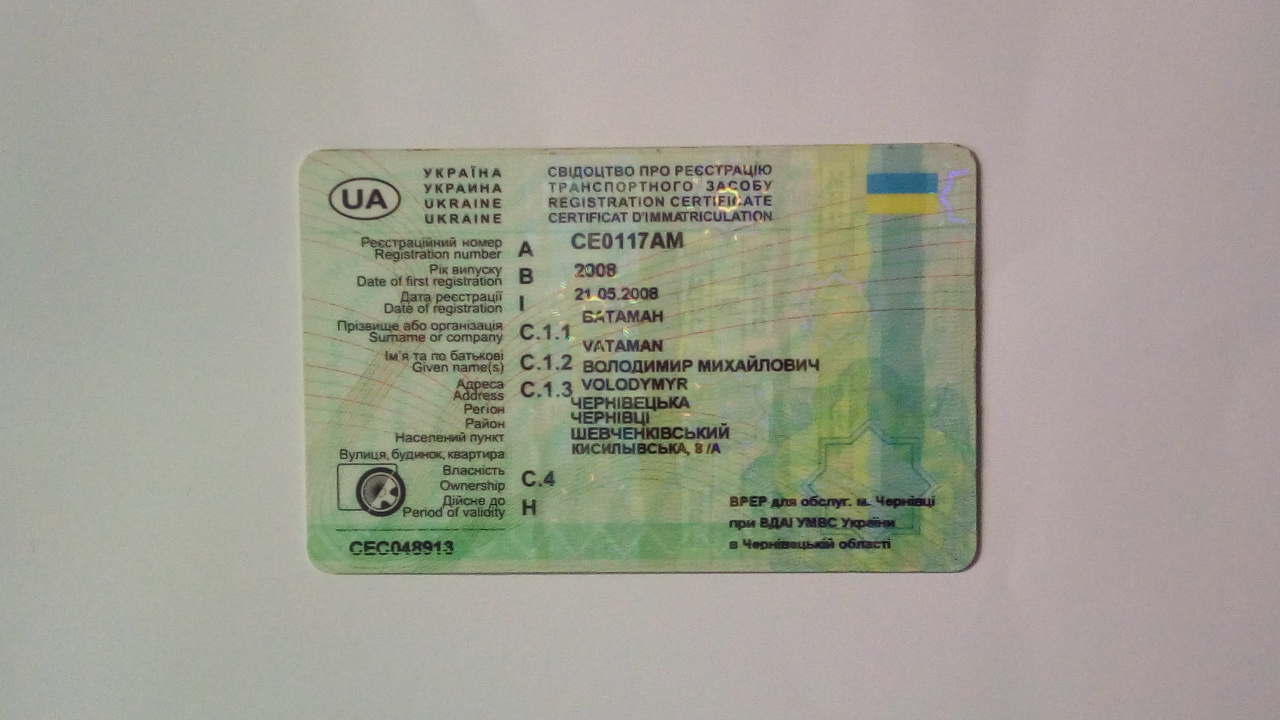 UA
УКРАЇНА
УКРАИНА
UKRAINE
UKRAINE
СВІДОЦТВО ПРО РЕЄСТРАЦІЮ
ТРАНСПОРТНОГО ЗАСОБУ
REGISTRATION CERTIFICATE
CERTIFICAT D'IMMATRICULATION
Реєстраційний номер
Registration number A CE0117AM
Рік випуску
Date of first registration B 2008
Дата реєстрації
Date of registration I 21.05.2008
Прізвище або організація
Surname or company C.1.1 ВАТАМАН
VATAMAN
Ім'я та по батькові
Given name(s) C.1.2 ВОЛОДИМИР МИХАЙЛОВИЧ
VOLODYMYR
Адреса
Address C.1.3
Регіон ЧЕРНІВЕЦЬКА
Район ЧЕРНІВЦІ
Населений пункт ШЕВЧЕНКІВСЬКИЙ
Вулиця, будинок, квартира КИСИЛЫВСЬКА, 8 /А
Власність
Ownership C.4
Дійсне до
Period of validity H
ВРЕР для обслуг. м. Чернівці
при ВДАІ УМВС України
в Чернівецькій області
CEC048913